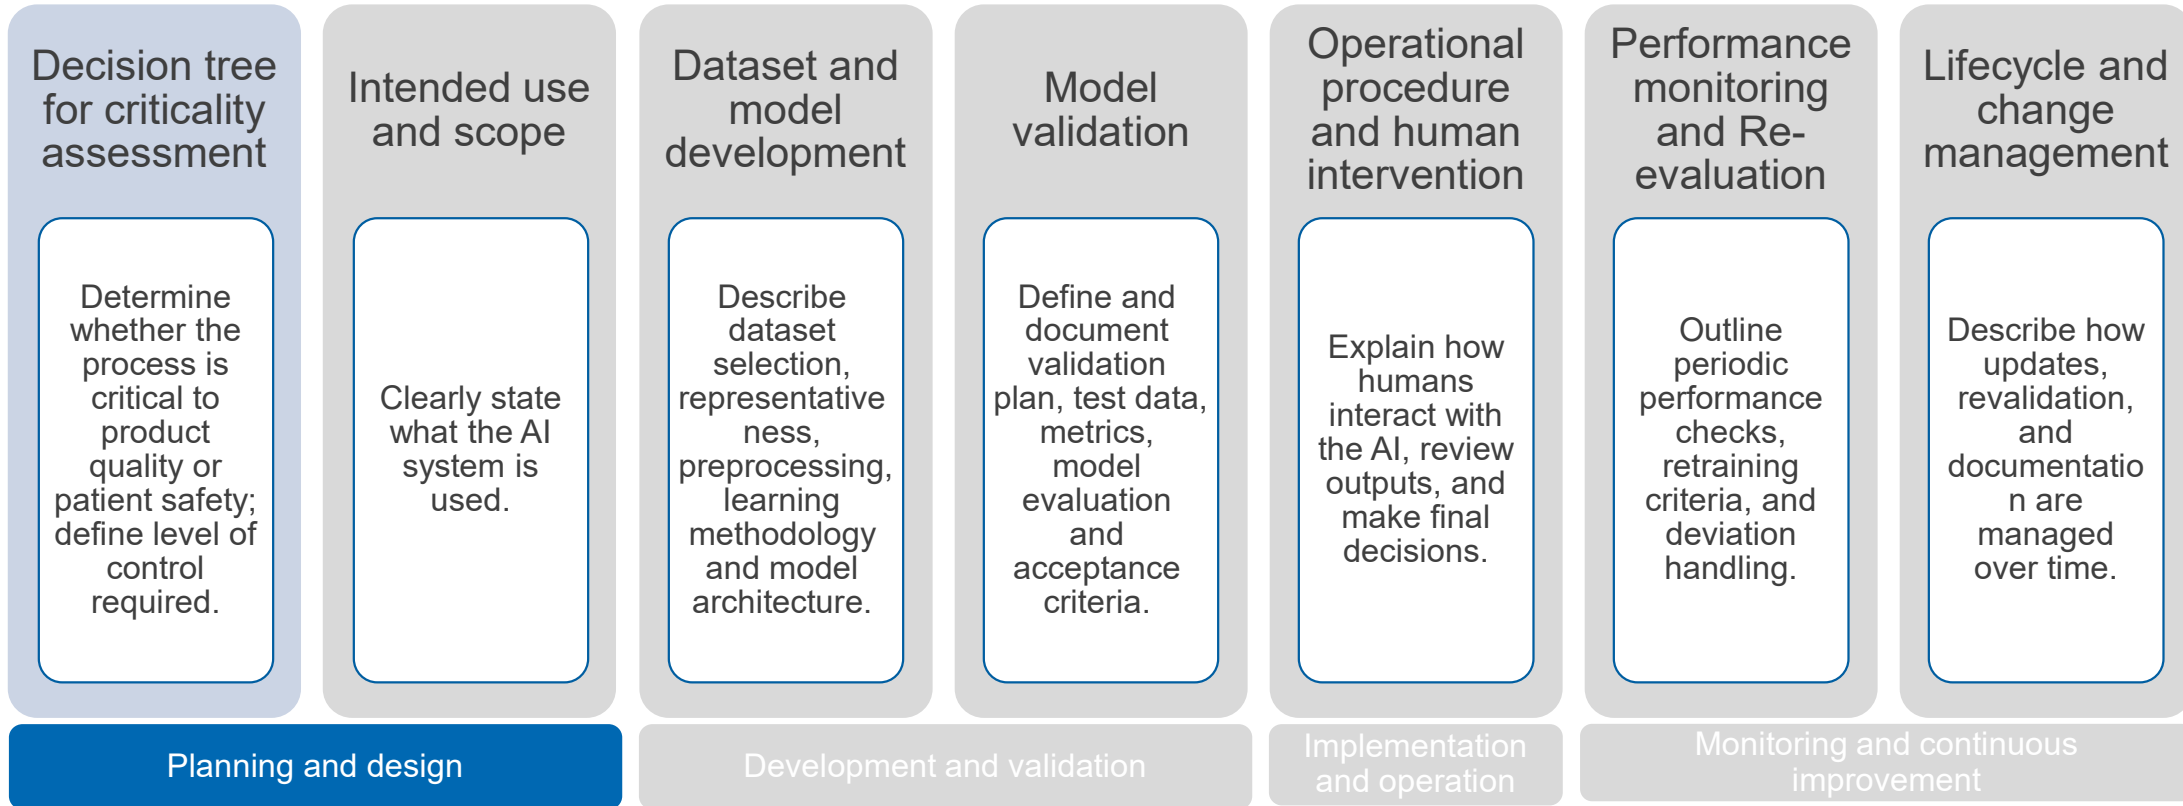 Decision tree
for criticality
assessment
Determine
whether the
process is
critical to
product
quality or
patient safety;
define level of
control
required.
Intended use
and scope
Clearly state
what the AI
system is
used.
Dataset and
model
development
Describe
dataset
selection,
representative
ness,
preprocessing,
learning
methodology
and model
architecture.
Model
validation
Define and
document
validation
plan, test data,
metrics,
model
evaluation
and
acceptance
criteria.
Operational
procedure
and human
intervention
Explain how
humans
interact with
the AI, review
outputs, and
make final
decisions.
Performance
monitoring
and Re-
evaluation
Outline
periodic
performance
checks,
retraining
criteria, and
deviation
handling.
Lifecycle and
change
management
Describe how
updates,
revalidation,
and
documentatio
n are
managed
over time.
Planning and design
Development and validation
Implementation
and operation
Monitoring and continuous
improvement